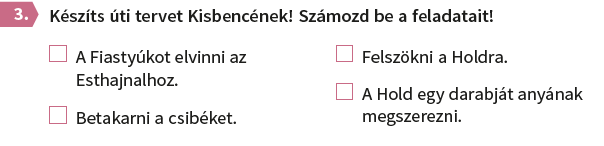 3. Készíts úti tervet Kisbencének! Számozd be a feladatait!
A Fiastyúkot elvinni az
Esthajnalhoz.
Betakarni a csibéket.
Felszökni a Holdra.
A Hold egy darabját anyának
megszerezni.